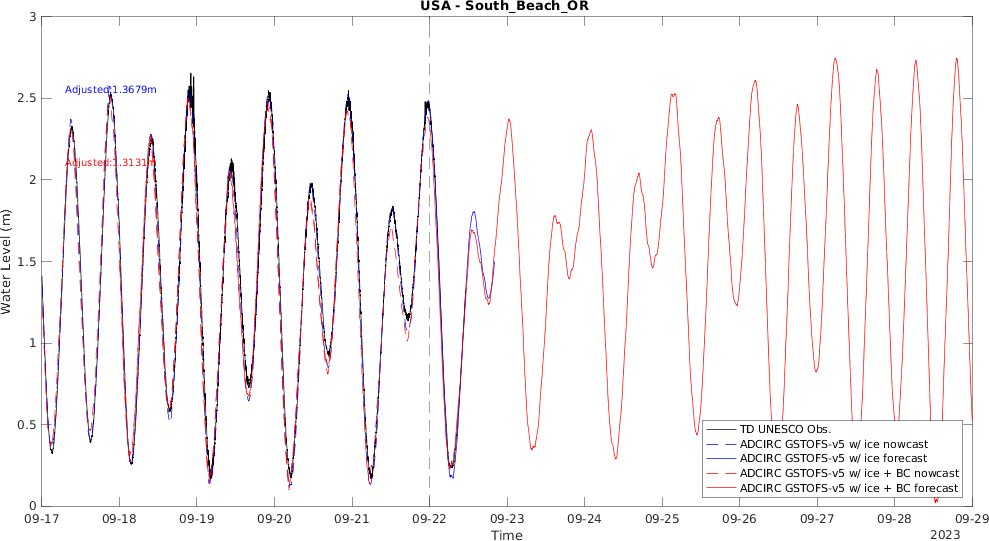 USA - South_Beach_OR
3
2.5
2
1.5
1
0.5
0
Water Level (m)
Adjusted:1.3679m
Adjusted:1.3131m
TD UNESCO Obs.
ADCIRC GSTOFS-v5 w/ ice nowcast
ADCIRC GSTOFS-v5 w/ ice forecast
ADCIRC GSTOFS-v5 w/ ice + BC nowcast
ADCIRC GSTOFS-v5 w/ ice + BC forecast
09-17 09-18 09-19 09-20 09-21 09-22 09-23 09-24 09-25 09-26 09-27 09-28 09-29
Time
2023